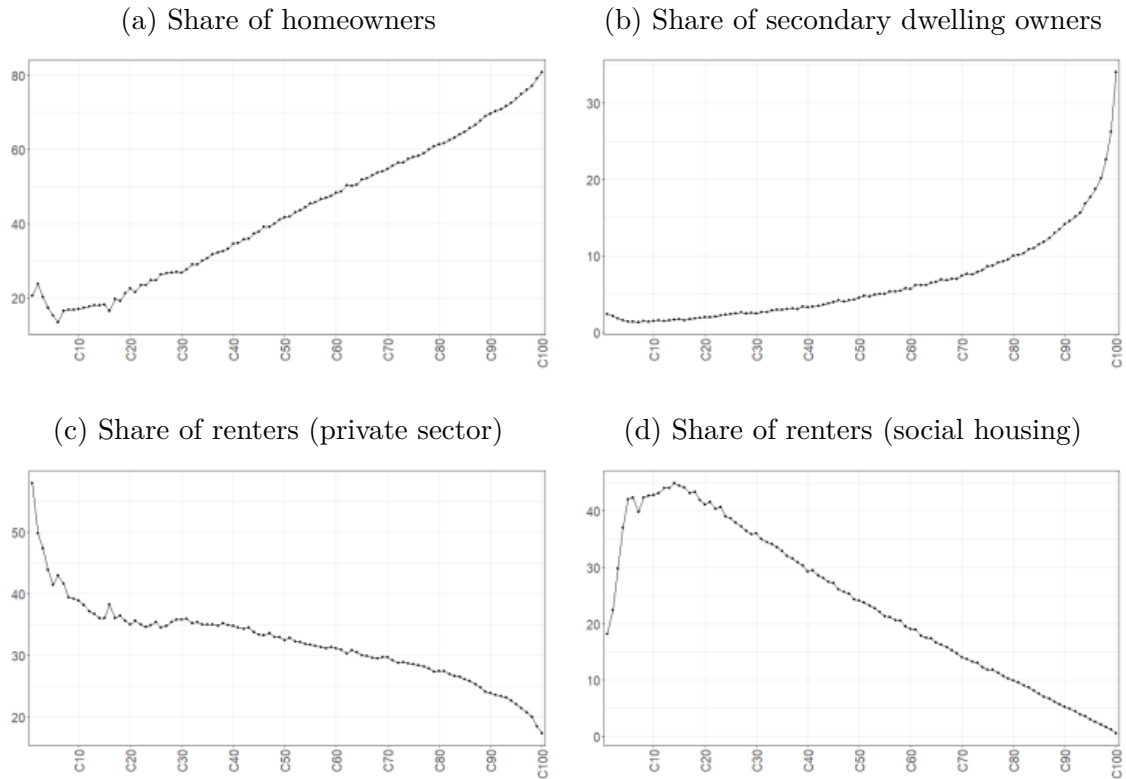 (a) Share of homeowners
(b) Share of secondary dwelling owners
80
60
40
20
C10 C20 C30 C40 C50 C60 C70 C80 C90 C100
30
20
10
0
C10 C20 C30 C40 C50 C60 C70 C80 C90 C100
(c) Share of renters (private sector)
(d) Share of renters (social housing)
50
40
30
20
C10 C20 C30 C40 C50 C60 C70 C80 C90 C100
40
30
20
10
0
C10 C20 C30 C40 C50 C60 C70 C80 C90 C100